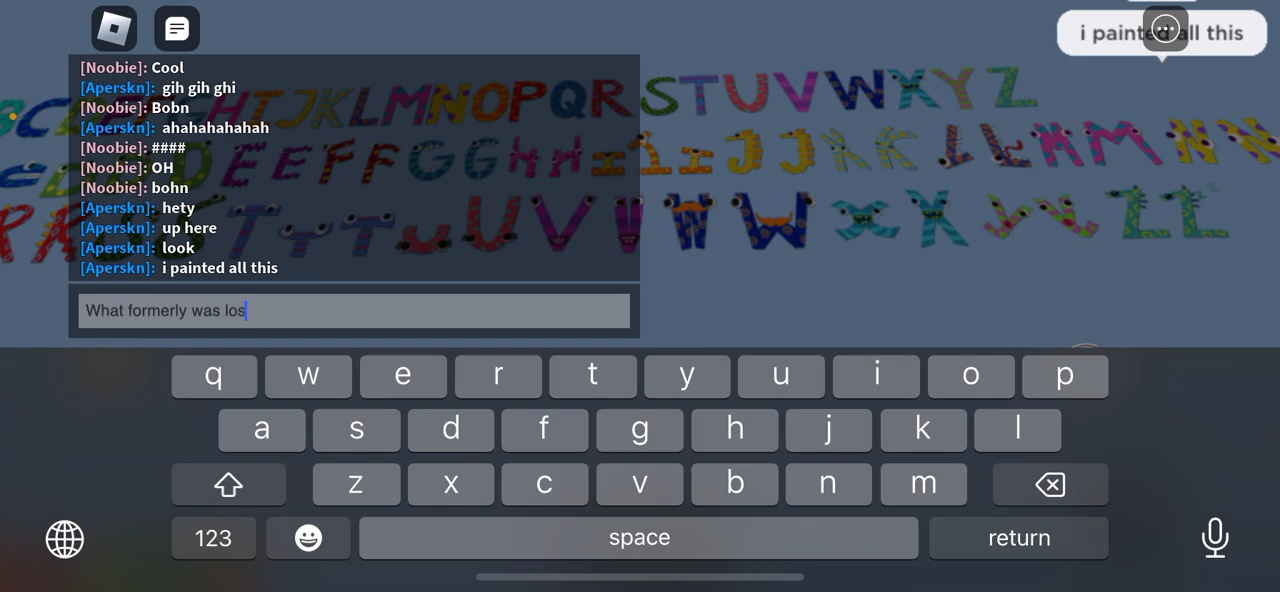 i painted all this
[Noobie]: Cool
[Aperskn]: gih gih ghi
[Noobie]: Bobn
[Aperskn]: ahahahahahah
[Noobie]: ####
[Noobie]: OH
[Noobie]: bohn
[Aperskn]: hety
[Aperskn]: up here
[Aperskn]: look
[Aperskn]: i painted all this
What formerly was los
B C D E F G H I J K L M N O P Q R S T U V W X Y Z
E E F F G G H H I I J J K K L L M M N N
R R S S T T T U U V V W W X X Y Y Z Z
q w e r t y u i o p
a s d f g h j k l
z x c v b n m
123 space return